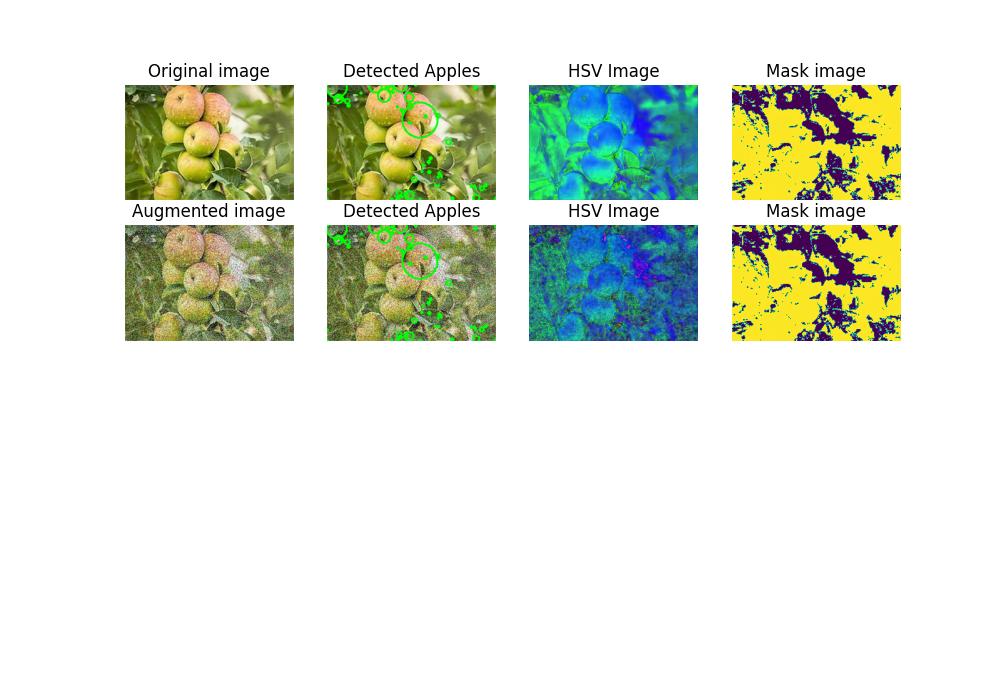 Original image
Detected Apples
HSV Image
Mask image
Augmented image
Detected Apples
HSV Image
Mask image